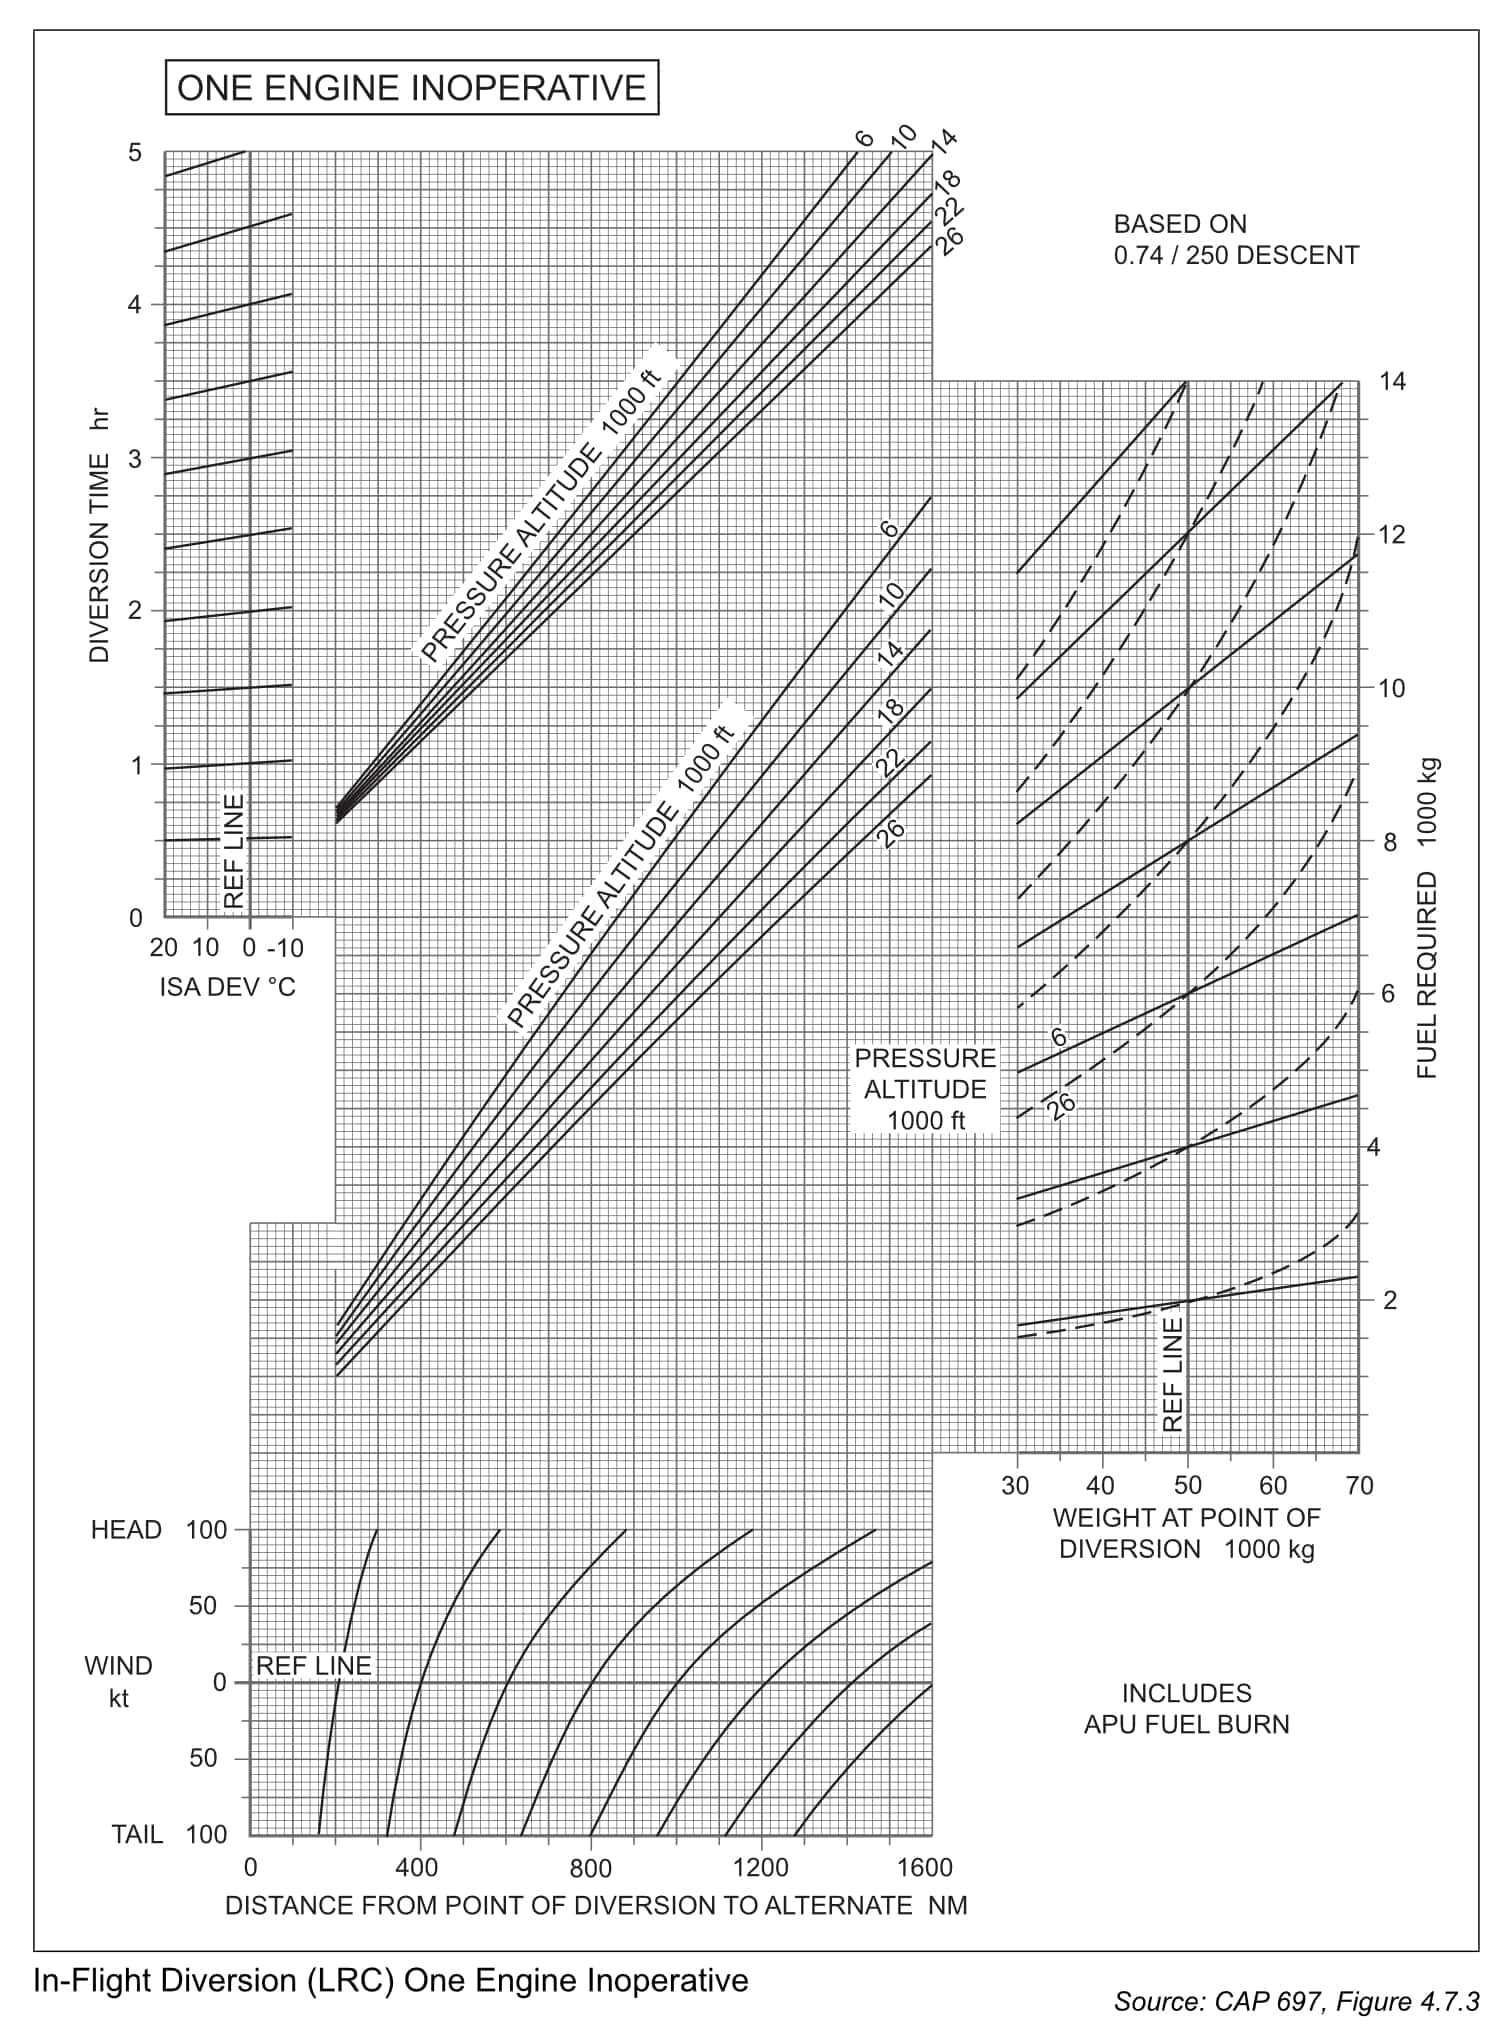 ONE ENGINE INOPERATIVE
6 10 14
18
22
26
5
4
3
2
1
0
DIVERSION TIME hr
BASED ON
0.74 / 250 DESCENT
PRESSURE ALTITUDE 1000 ft
REF LINE
20 10 0 -10
ISA DEV °C
6
10
14
18
22
26
PRESSURE ALTITUDE 1000 ft
14
12
10
8
6
4
2
FUEL REQUIRED 1000 kg
6
26
PRESSURE
ALTITUDE
1000 ft
REF LINE
30 40 50 60 70
WEIGHT AT POINT OF
DIVERSION 1000 kg
HEAD 100
50
WIND 0
kt
50
TAIL 100
REF LINE
INCLUDES
APU FUEL BURN
0 400 800 1200 1600
DISTANCE FROM POINT OF DIVERSION TO ALTERNATE NM
In-Flight Diversion (LRC) One Engine Inoperative
Source: CAP 697, Figure 4.7.3